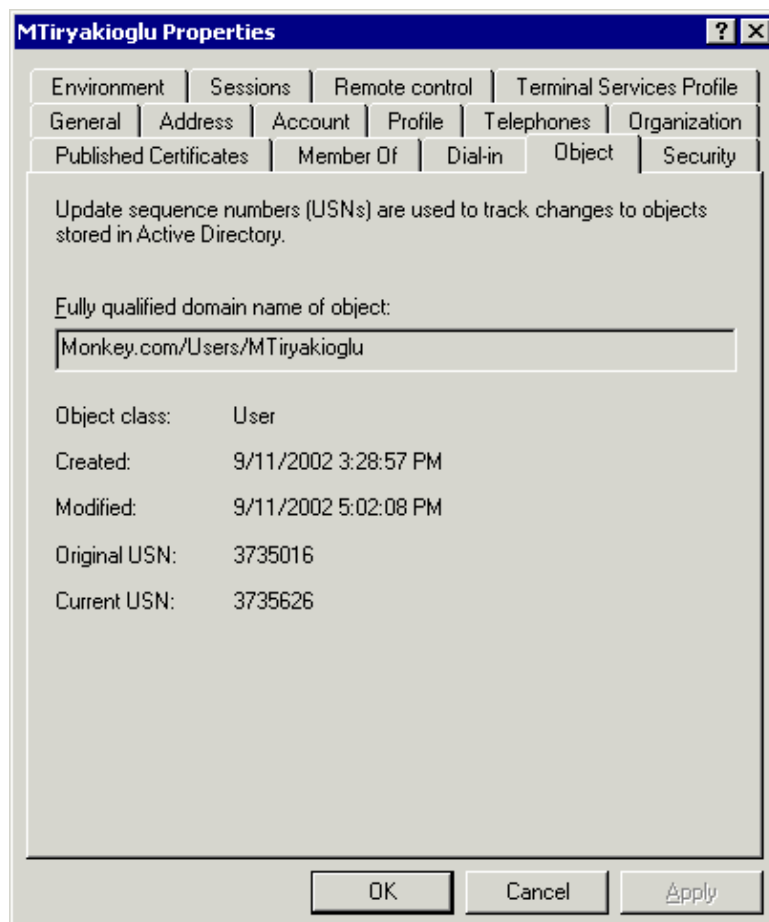 MTiryakioglu Properties
Environment Sessions Remote control Terminal Services Profile
General Address Account Profile Telephones Organization
Published Certificates Member Of Dial-in Object Security
Update sequence numbers (USNs) are used to track changes to objects
stored in Active Directory.
Fully qualified domain name of object:
Monkey.com/Users/MTiryakioglu
Object class: User
Created: 9/11/2002 3:28:57 PM
Modified: 9/11/2002 5:02:08 PM
Original USN: 3735016
Current USN: 3735626
OK Cancel Apply